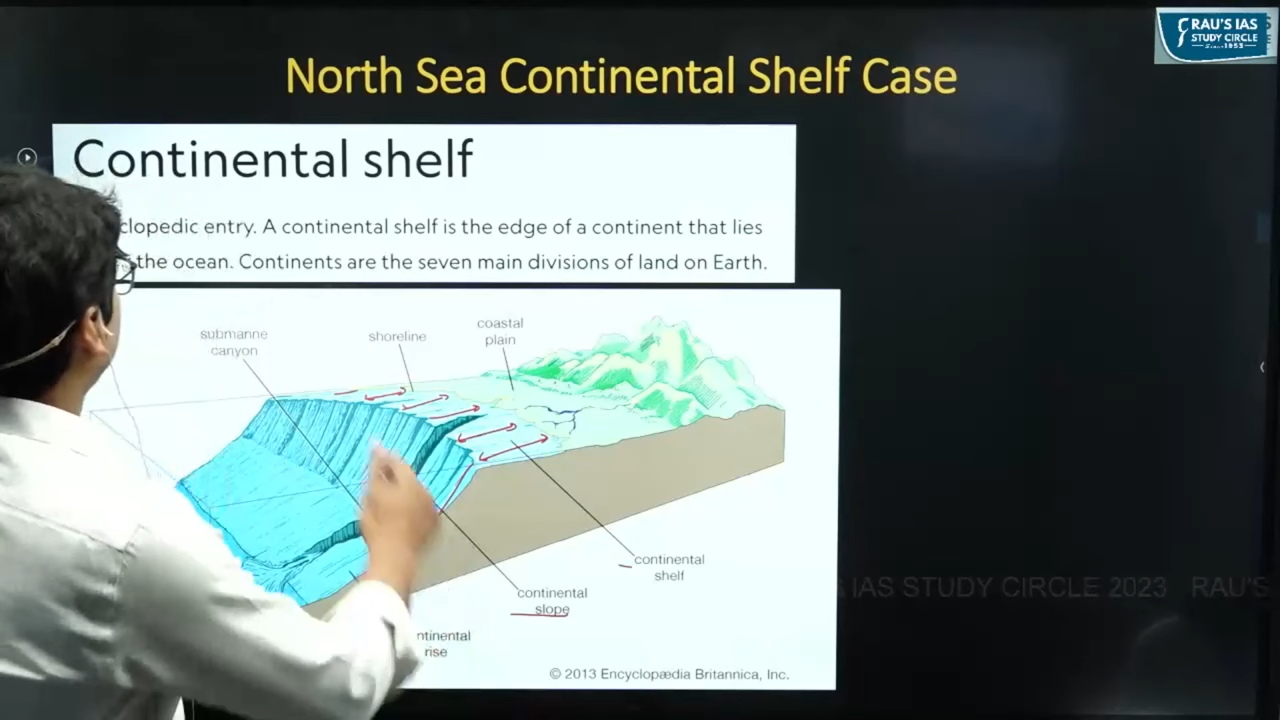 RAU'S IAS
STUDY CIRCLE
Since 1953
North Sea Continental Shelf Case
Continental shelf
clopedic entry. A continental shelf is the edge of a continent that lies
the ocean. Continents are the seven main divisions of land on Earth.
submarine
canyon
shoreline
coastal
plain
continental
shelf
continental
slope
ntinental
rise
© 2013 Encyclopædia Britannica, Inc.
IAS STUDY CIRCLE 2023 RAU'S